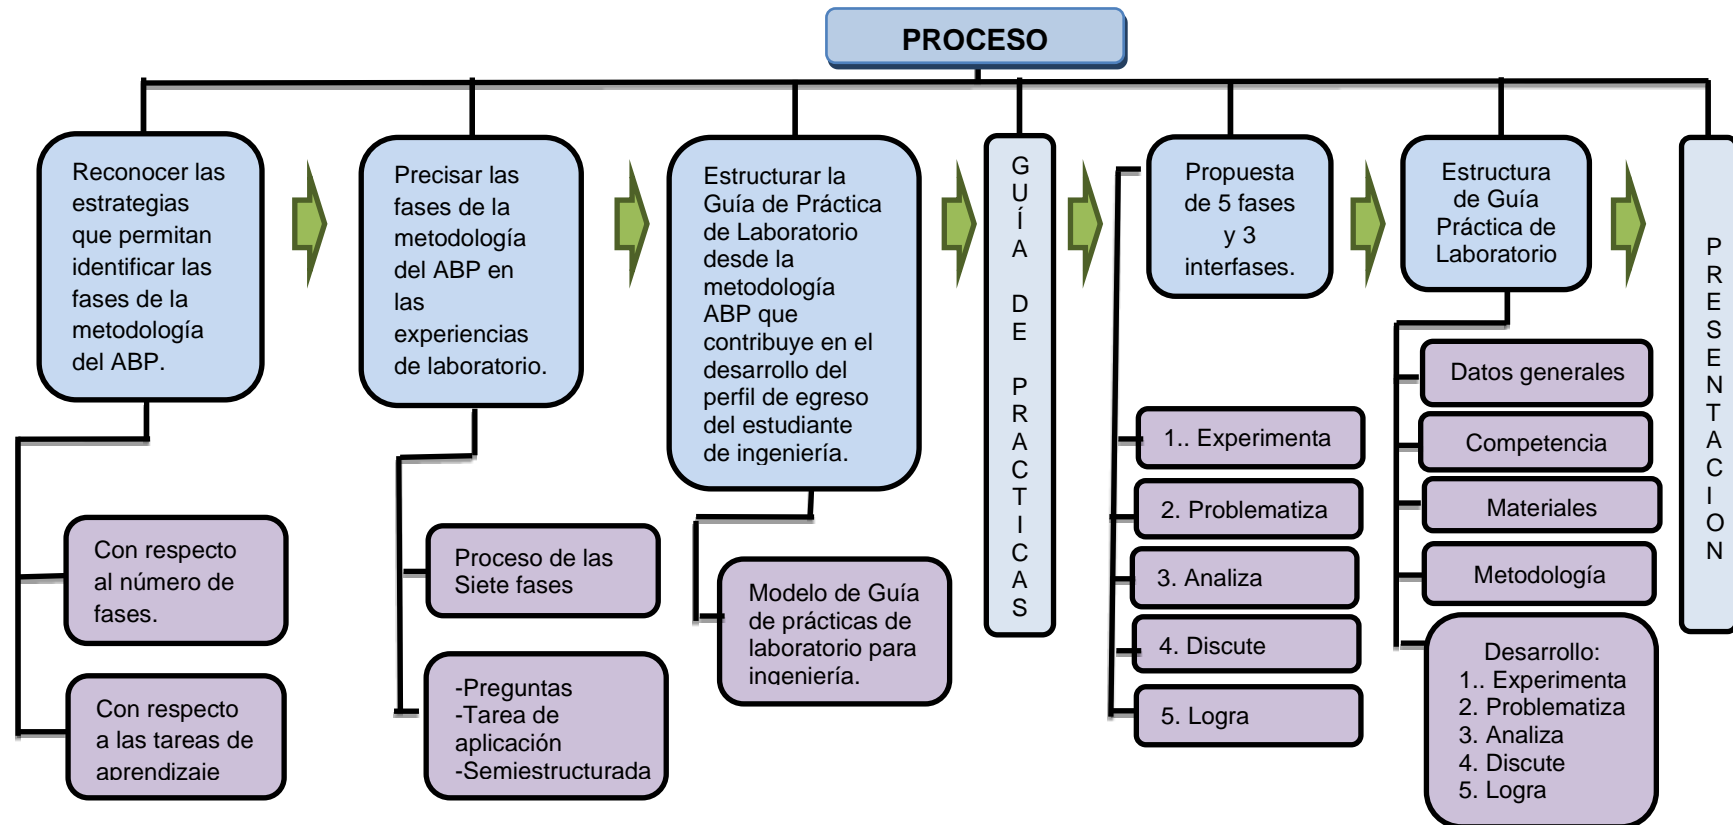 PROCESO
Reconocer las
estrategias
que permitan
identificar las
fases de la
metodología
del ABP.
Con respecto
al número de
fases.
Con respecto
a las tareas de
aprendizaje
Precisar las
fases de la
metodología
del ABP en
las
experiencias
de laboratorio.
Proceso de las
Siete fases
-Preguntas
-Tarea de
aplicación
-Semiestructurada
Estructurar la
Guía de Práctica
de Laboratorio
desde la
metodología
ABP que
contribuye en el
desarrollo del
perfil de egreso
del estudiante
de ingeniería.
Modelo de Guía
de prácticas de
laboratorio para
ingeniería.
GUÍA DE PRACTICAS
Propuesta
de 5 fases
y 3
interfases.
1.. Experimenta
2. Problematiza
3. Analiza
4. Discute
5. Logra
Estructura
de Guía
Práctica de
Laboratorio
Datos generales
Competencia
Materiales
Metodología
Desarrollo:
1.. Experimenta
2. Problematiza
3. Analiza
4. Discute
5. Logra
PRESENTACION